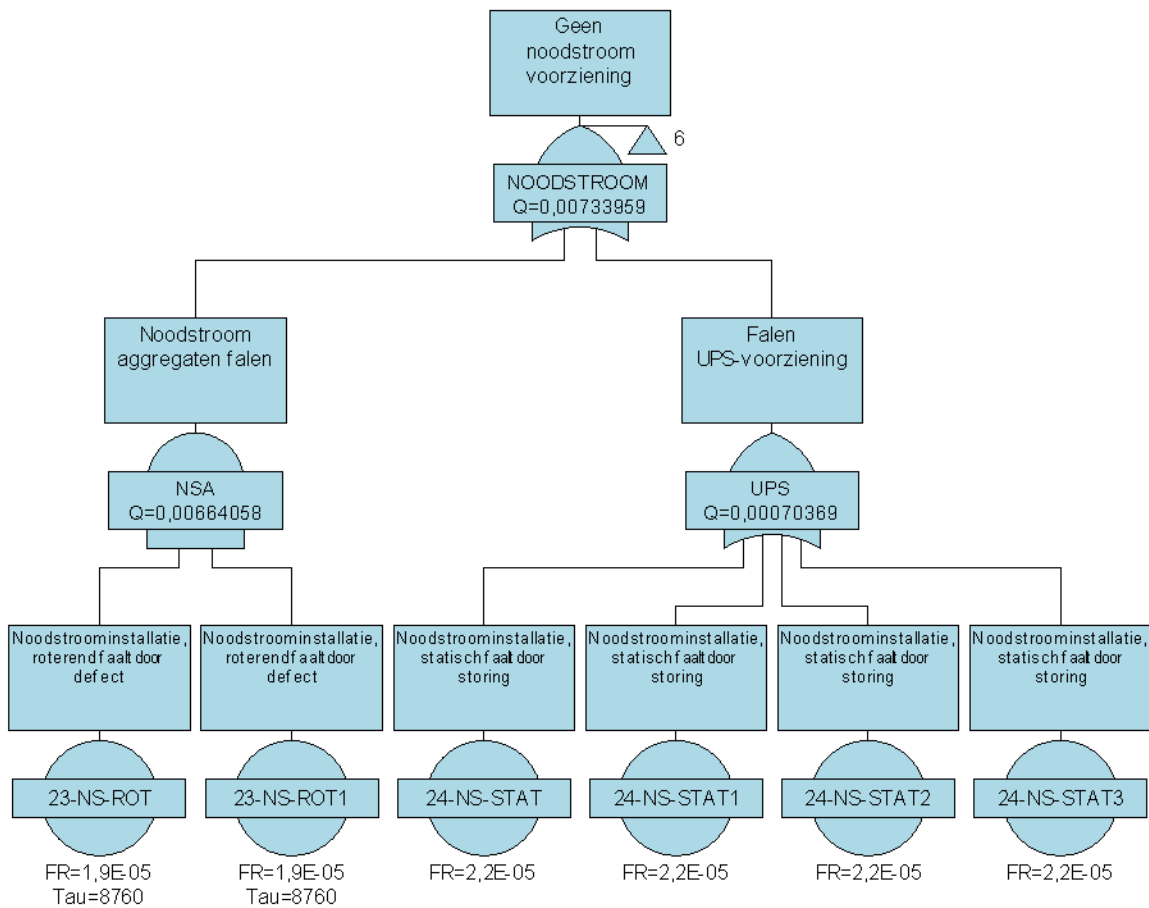 Geen
noodstroom
voorziening
6
NOODSTROOM
Q=0,00733959
Noodstroom
aggregaten falen
Falen
UPS-voorziening
NSA
Q=0,00664058
UPS
Q=0,00070369
Noodstroominstallatie,
roterend faalt door
defect
Noodstroominstallatie,
roterend faalt door
defect
Noodstroominstallatie,
statisch faalt door
storing
Noodstroominstallatie,
statisch faalt door
storing
Noodstroominstallatie,
statisch faalt door
storing
Noodstroominstallatie,
statisch faalt door
storing
23-NS-ROT
23-NS-ROT1
24-NS-STAT
24-NS-STAT1
24-NS-STAT2
24-NS-STAT3
FR=1,9E-05
Tau=8760
FR=1,9E-05
Tau=8760
FR=2,2E-05
FR=2,2E-05
FR=2,2E-05
FR=2,2E-05